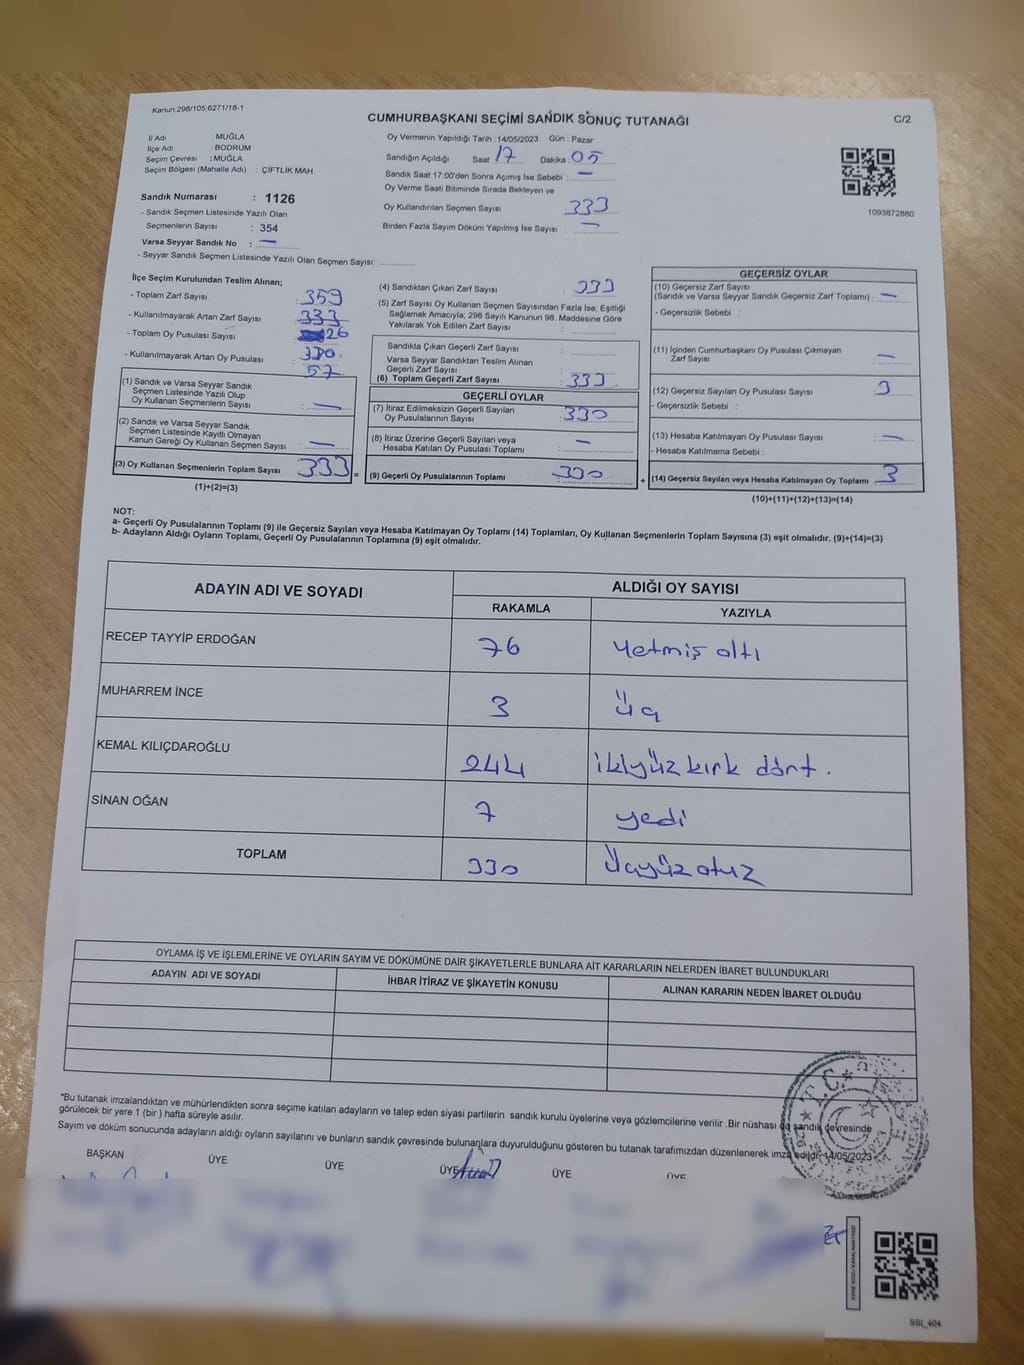 Kanun:298/105,6271/18-1
CUMHURBAŞKANI SEÇİMİ SANDIK SONUÇ TUTANAĞI
C/2
İl Adı : MUĞLA
İlçe Adı : BODRUM
Seçim Çevresi : MUĞLA
Seçim Bölgesi (Mahalle Adı) : ÇİFTLİK MAH.
Sandık Numarası : 1126
- Sandık Seçmen Listesinde Yazılı Olan
Seçmenlerin Sayısı : 354
Varsa Seyyar Sandık No : —
- Seyyar Sandık Seçmen Listesinde Yazılı Olan Seçmen Sayısı:
Oy Vermenin Yapıldığı Tarih : 14/05/2023 Gün : Pazar
Sandığın Açıldığı Saat 17 Dakika : 05
Sandık Saat 17:00'den Sonra Açımış İse Sebebi : —
Oy Verme Saati Bitiminde Sırada Bekleyen ve
Oy Kullandırılan Seçmen Sayısı : 333
Birden Fazla Sayım Döküm Yapılmış İse Sayısı : —
1093872880
İlçe Seçim Kurulundan Teslim Alınan;
- Toplam Zarf Sayısı : 359
- Kullanılmayarak Artan Zarf Sayısı : 333
- Toplam Oy Pusulası Sayısı : 26
- Kullanılmayarak Artan Oy Pusulası : 57
(1) Sandık ve Varsa Seyyar Sandık
Seçmen Listesinde Yazılı Olup
Oy Kullanan Seçmenlerin Sayısı : —
(2) Sandık ve Varsa Seyyar Sandık
Seçmen Listesinde Kayıtlı Olmayan
Kanun Gereği Oy Kullanan Seçmen Sayısı : —
(3) Oy Kullanan Seçmenlerin Toplam Sayısı 333 =
(1)+(2)=(3)
(4) Sandıktan Çıkan Zarf Sayısı : 333
(5) Zarf Sayısı Oy Kullanan Seçmen Sayısından Fazla İse, Eşitliği
Sağlamak Amacıyla; 298 Sayılı Kanunun 98. Maddesine Göre
Yakılarak Yok Edilen Zarf Sayısı :
Sandıkta Çıkan Geçerli Zarf Sayısı :
Varsa Seyyar Sandıktan Teslim Alınan
Geçerli Zarf Sayısı :
(6) Toplam Geçerli Zarf Sayısı : 333
GEÇERLİ OYLAR
(7) İtiraz Edilmeksizin Geçerli Sayılan
Oy Pusulalarının Sayısı : 330
(8) İtiraz Üzerine Geçerli Sayılan veya
Hesaba Katılan Oy Pusulası Toplamı : —
(9) Geçerli Oy Pusulalarının Toplamı 330 +
GEÇERSİZ OYLAR
(10) Geçersiz Zarf Sayısı
(Sandık ve Varsa Seyyar Sandık Geçersiz Zarf Toplamı) : —
- Geçersizlik Sebebi :
(11) İçinden Cumhurbaşkanı Oy Pusulası Çıkmayan
Zarf Sayısı : —
(12) Geçersiz Sayılan Oy Pusulası Sayısı : 3
- Geçersizlik Sebebi :
(13) Hesaba Katılmayan Oy Pusulası Sayısı : —
- Hesaba Katılmama Sebebi :
(14) Geçersiz Sayılan veya Hesaba Katılmayan Oy Toplamı 3
(10)+(11)+(12)+(13)=(14)
NOT:
a- Geçerli Oy Pusulalarının Toplamı (9) ile Geçersiz Sayılan veya Hesaba Katılmayan Oy Toplamı (14) Toplamları, Oy Kullanan Seçmenlerin Toplam Sayısına (3) eşit olmalıdır. (9)+(14)=(3)
b- Adayların Aldığı Oyların Toplamı, Geçerli Oy Pusulalarının Toplamına (9) eşit olmalıdır.
ADAYIN ADI VE SOYADI ALDIĞI OY SAYISI
RAKAMLA YAZIYLA
RECEP TAYYİP ERDOĞAN 76 Yetmiş altı
MUHARREM İNCE 3 Üç
KEMAL KILIÇDAROĞLU 244 ikiyüz kırk dört.
SİNAN OĞAN 7 yedi
TOPLAM 330 Üçyüz otuz
OYLAMA İŞ VE İŞLEMLERİNE VE OYLARIN SAYIM VE DÖKÜMÜNE DAİR ŞİKAYETLERLE BUNLARA AİT KARARLARIN NELERDEN İBARET BULUNDUKLARI
ADAYIN ADI VE SOYADI İHBAR İTİRAZ VE ŞİKAYETİN KONUSU ALINAN KARARIN NEDEN İBARET OLDUĞU
*Bu tutanak imzalandıktan ve mühürlendikten sonra seçime katılan adayların ve talep eden siyasi partilerin sandık kurulu üyelerine veya gözlemcilerine verilir .Bir nüshası da sandık çevresinde
görülecek bir yere 1 (bir ) hafta süreyle asılır.
Sayım ve döküm sonucunda adayların aldığı oyların sayılarını ve bunların sandık çevresinde bulunanlara duyurulduğunu gösteren bu tutanak tarafımızdan düzenlenerek imza edildi. 14/05/2023
BAŞKAN ÜYE ÜYE ÜYE ÜYE ÜYE
T.C.
SSI_404